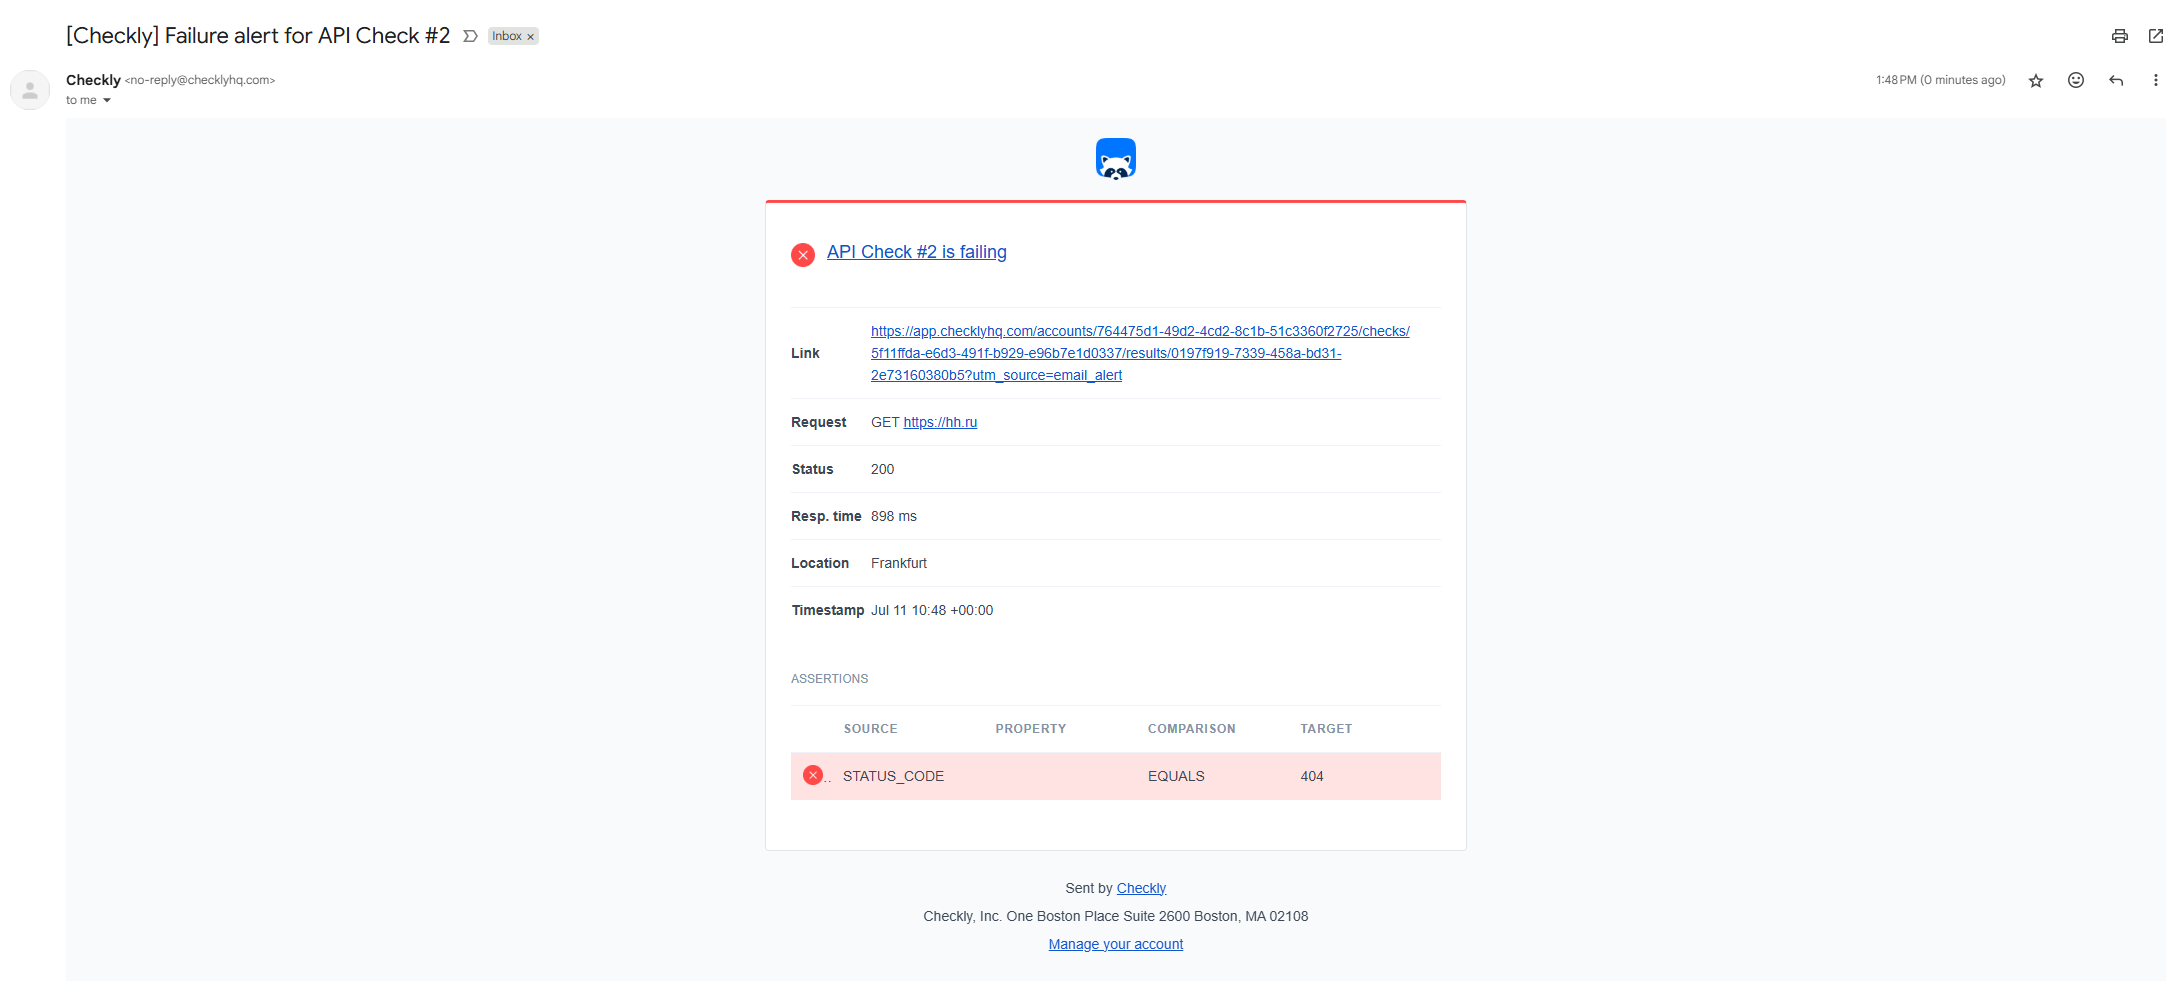 [Checkly] Failure alert for API Check #2 Inbox ×
Checkly <no-reply@checklyhq.com>
1:48 PM (0 minutes ago)
to me
API Check #2 is failing
Link
https://app.checklyhq.com/accounts/764475d1-49d2-4cd2-8c1b-51c3360f2725/checks/
5f11ffda-e6d3-491f-b929-e96b7e1d0337/results/0197f919-7339-458a-bd31-
2e73160380b5?utm_source=email_alert
Request GET https://hh.ru
Status 200
Resp. time 898 ms
Location Frankfurt
Timestamp Jul 11 10:48 +00:00
ASSERTIONS
SOURCE PROPERTY COMPARISON TARGET
.. STATUS_CODE EQUALS 404
Sent by Checkly
Checkly, Inc. One Boston Place Suite 2600 Boston, MA 02108
Manage your account